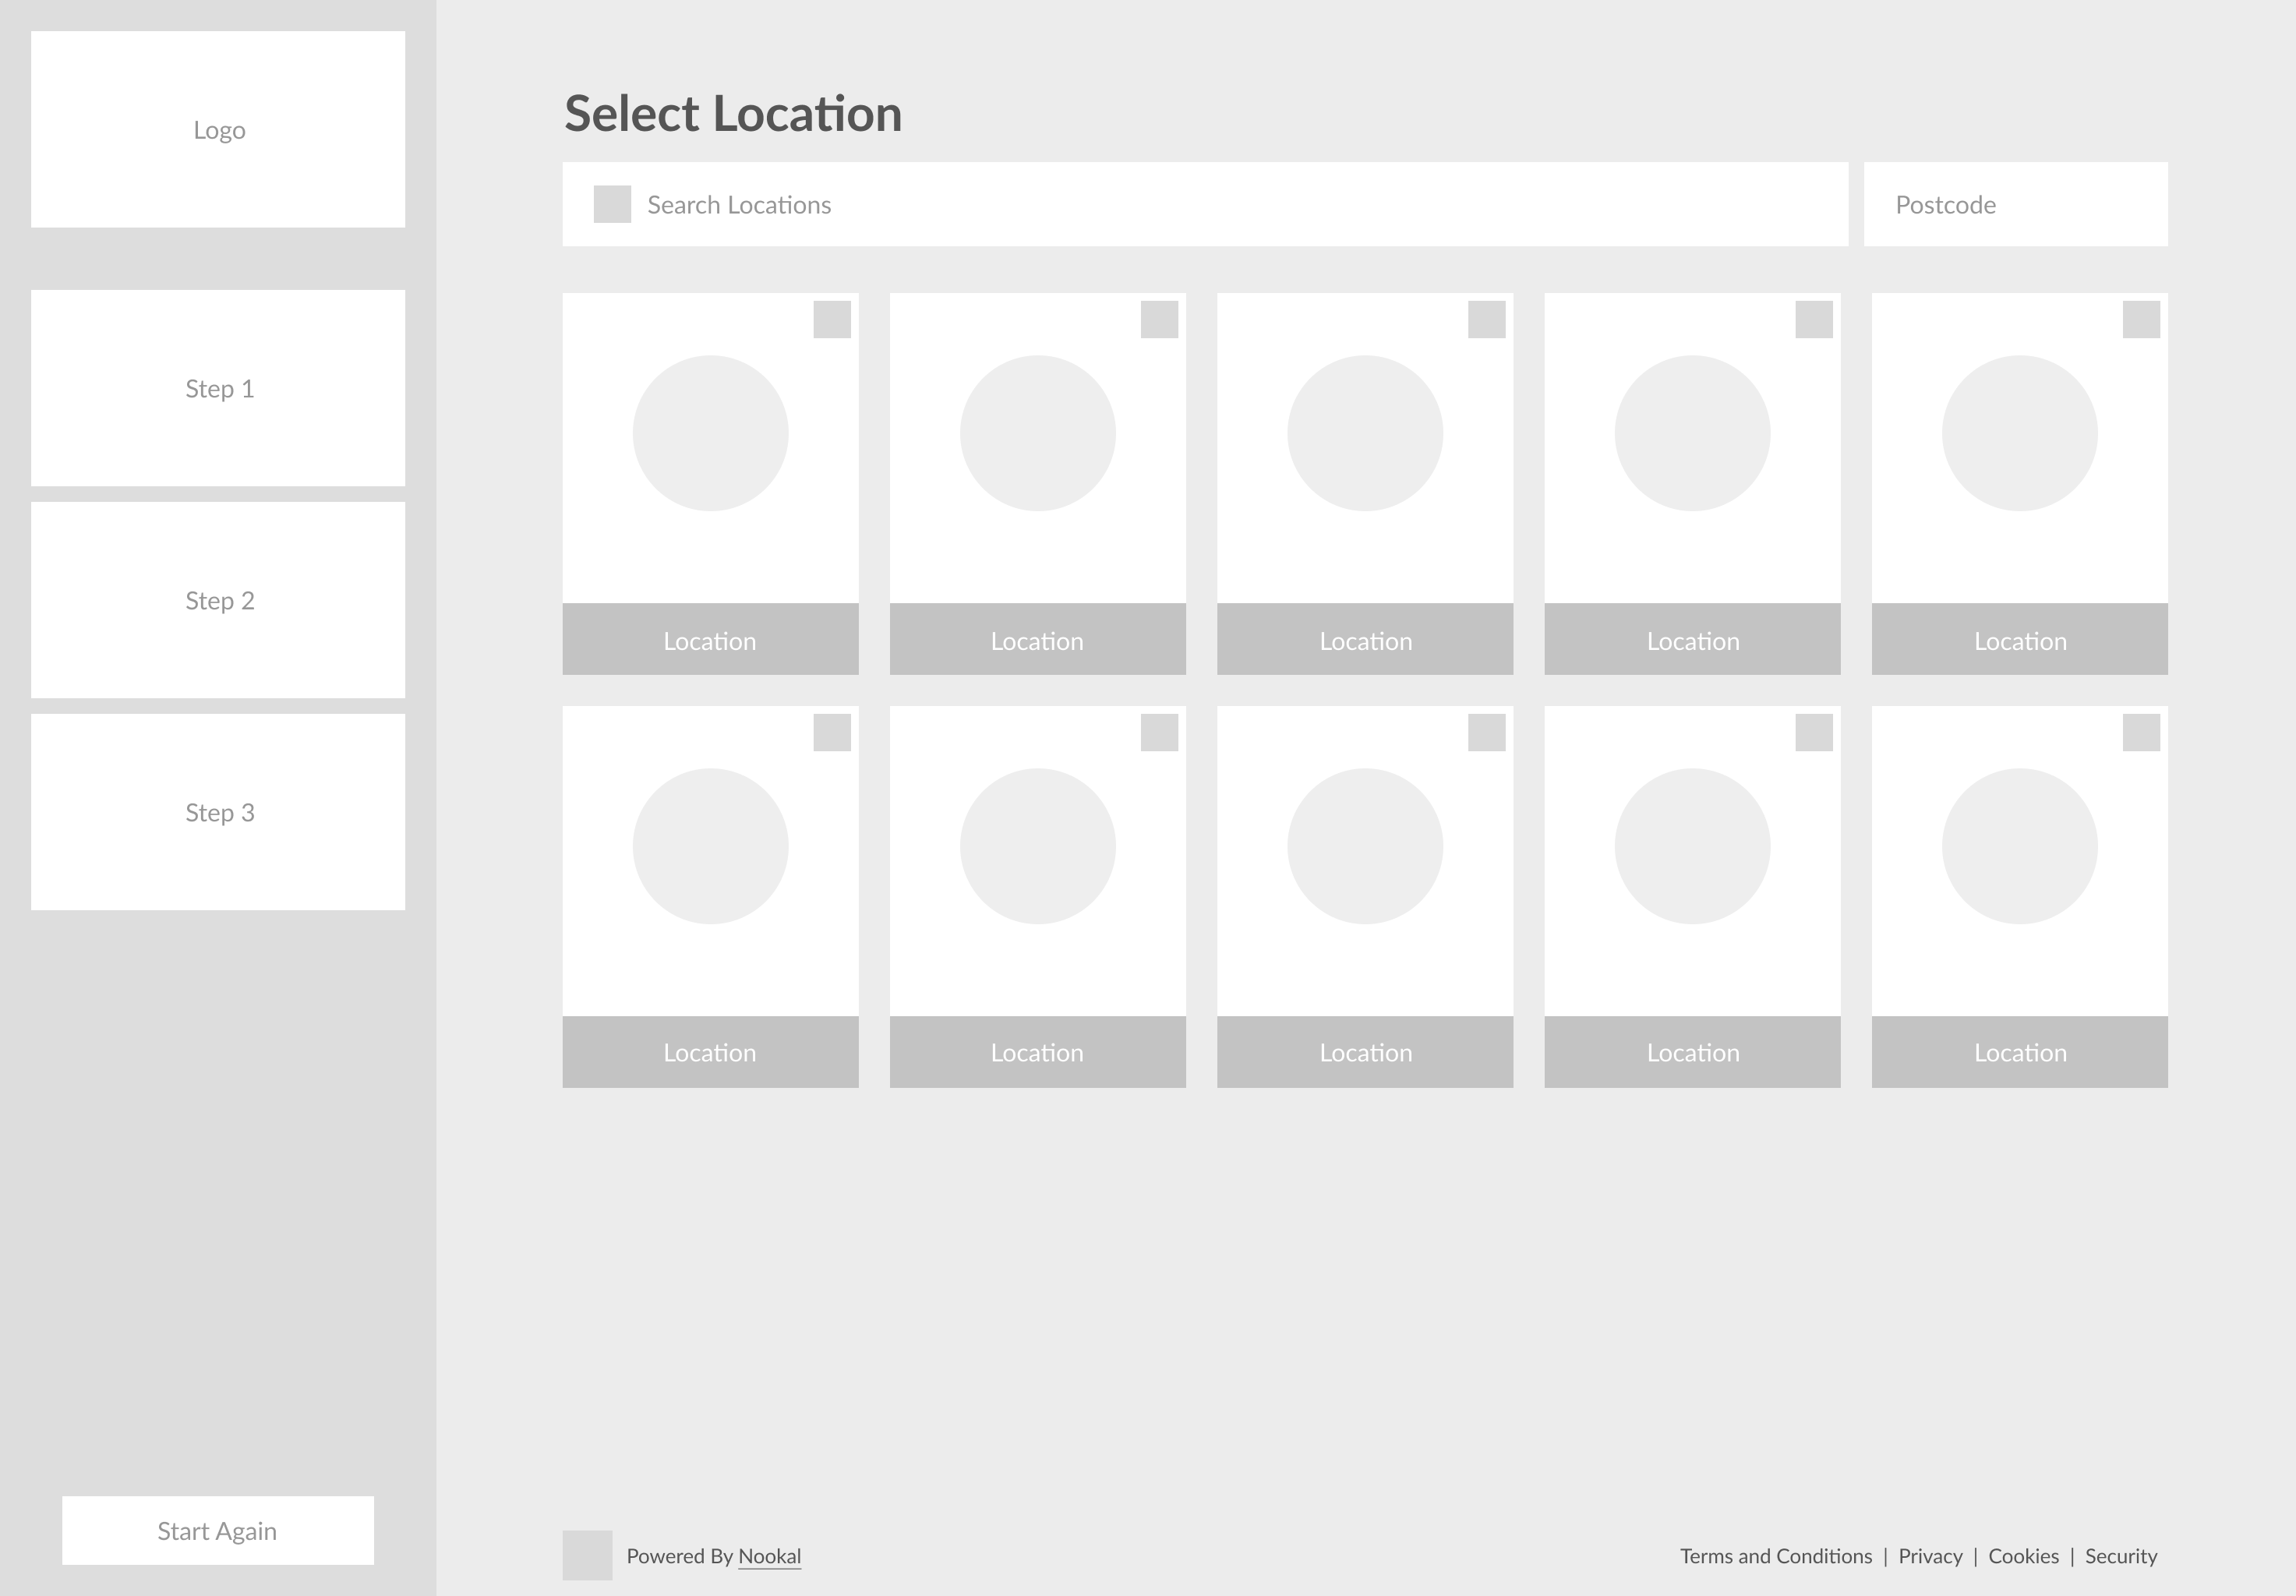 Logo
Step 1
Step 2
Step 3
Start Again
Select Location
Search Locations
Postcode
Location
Location
Location
Location
Location
Location
Location
Location
Location
Location
Powered By Nookal
Terms and Conditions | Privacy | Cookies | Security